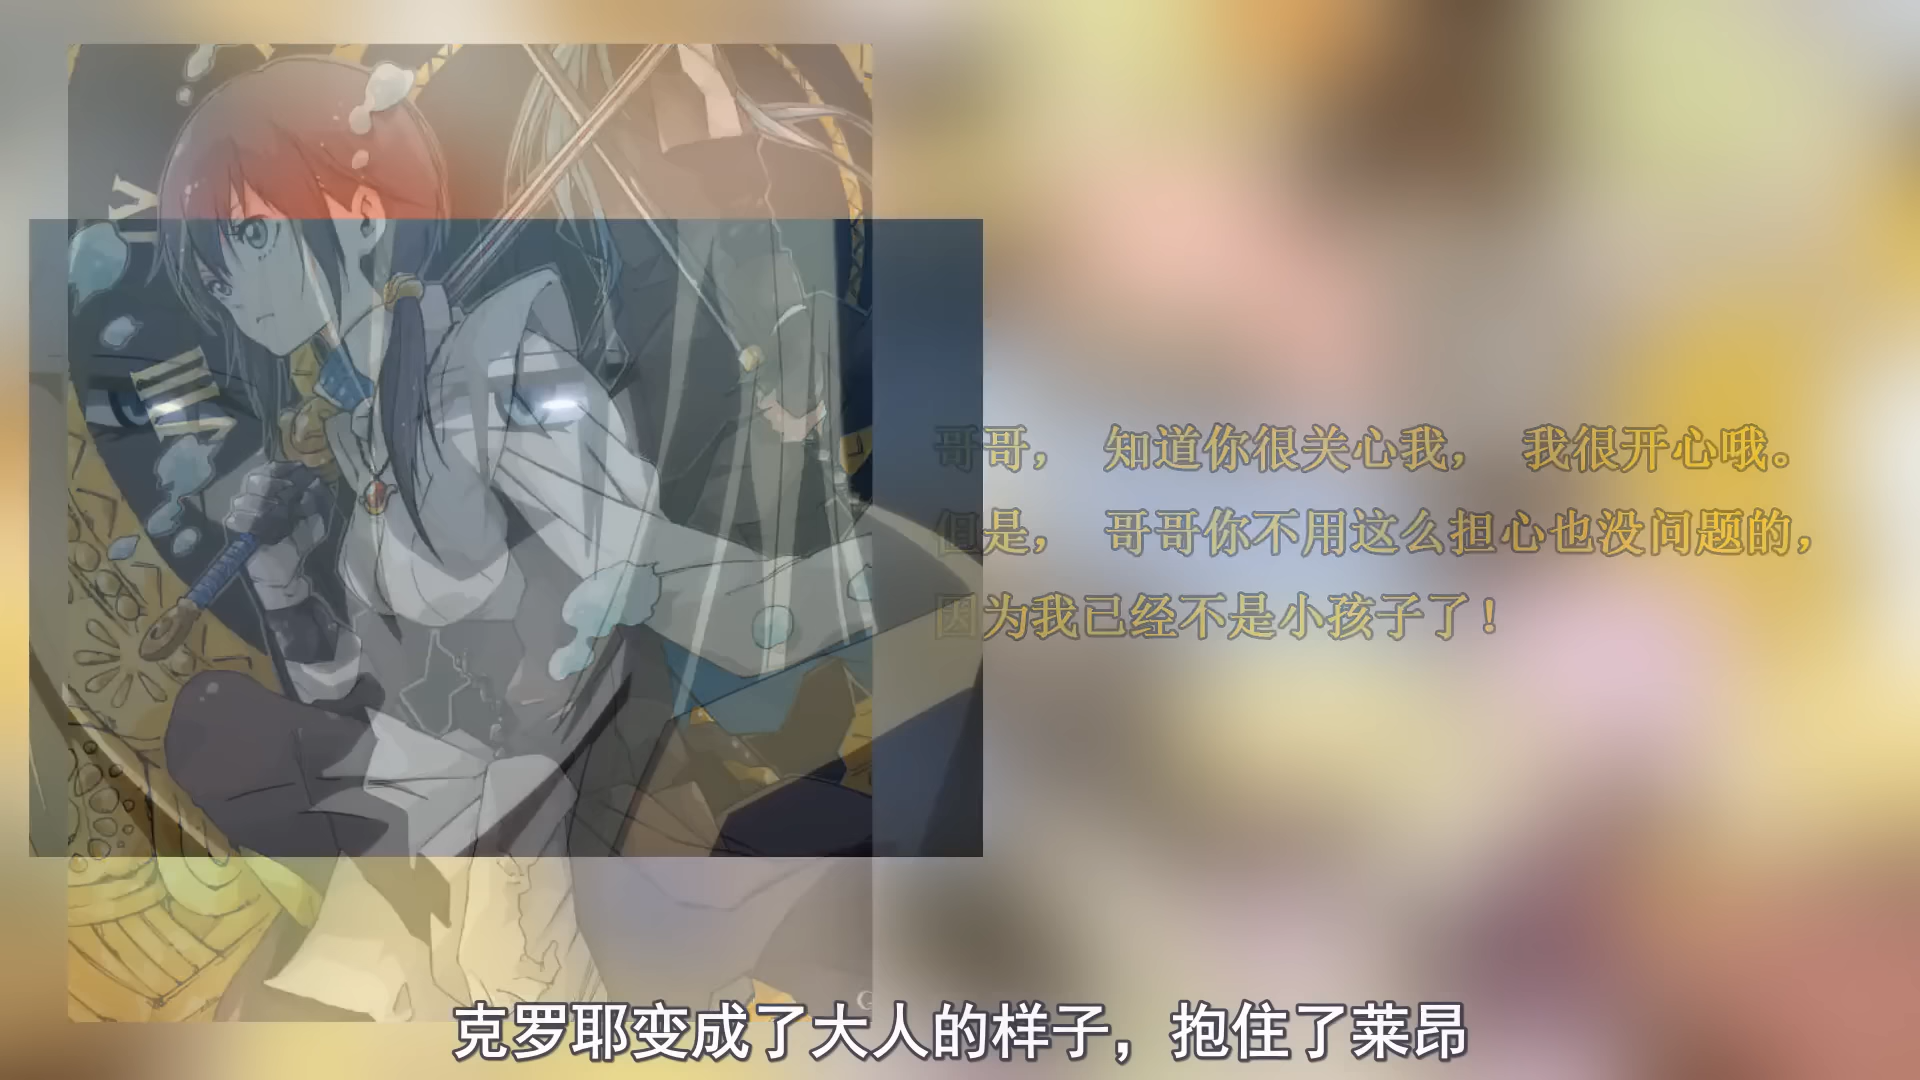 IV
III
哥哥， 知道你很关心我， 我很开心哦。
但是， 哥哥你不用这么担心也没问题的，
因为我已经不是小孩子了！
克罗耶变成了大人的样子，抱住了莱昂